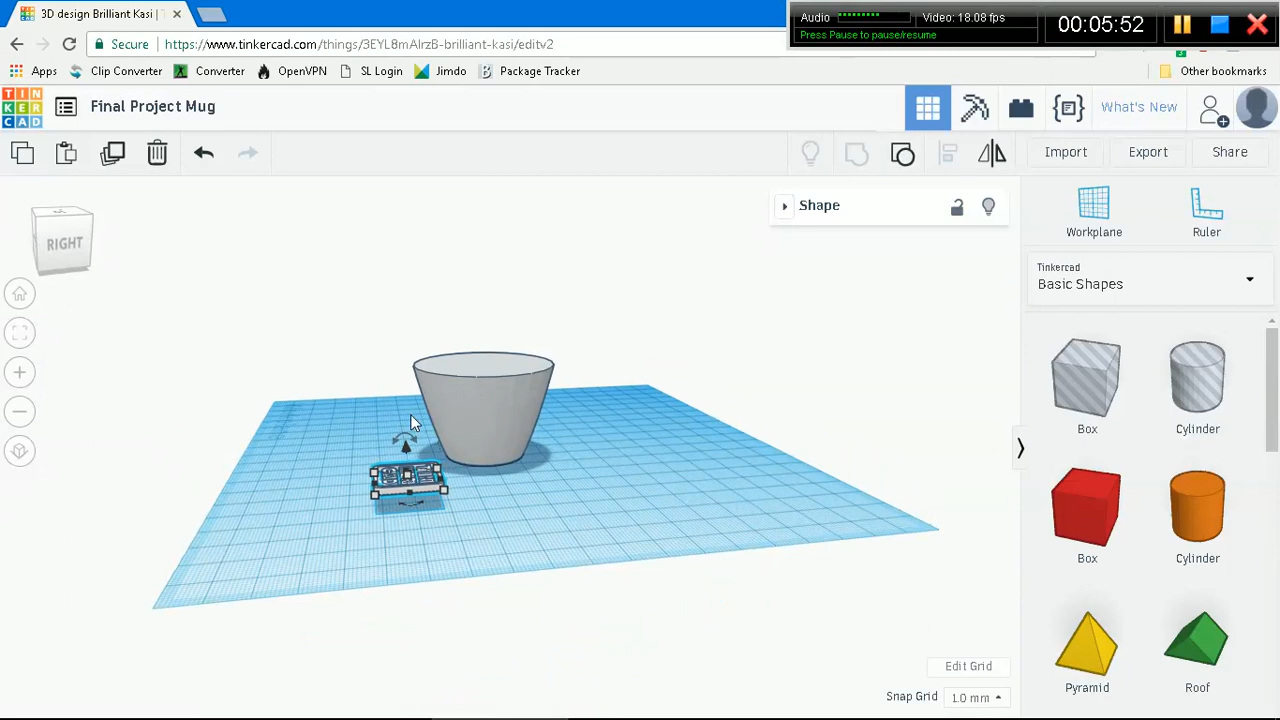 3D design Brilliant Kasi | T
Audio
Video: 18.08 fps
Press Pause to pause/resume
00:05:52
Secure
https://www.tinkercad.com/things/3EYL8mAlrzB-brilliant-kasi/editv2
Apps
Clip Converter
Converter
OpenVPN
SL Login
Jimdo
Package Tracker
Other bookmarks
TIN
KER
CAD
Final Project Mug
What's New
Import
Export
Share
RIGHT
Shape
Workplane
Ruler
Tinkercad
Basic Shapes
Box
Cylinder
Box
Cylinder
Pyramid
Roof
Edit Grid
Snap Grid
1.0 mm